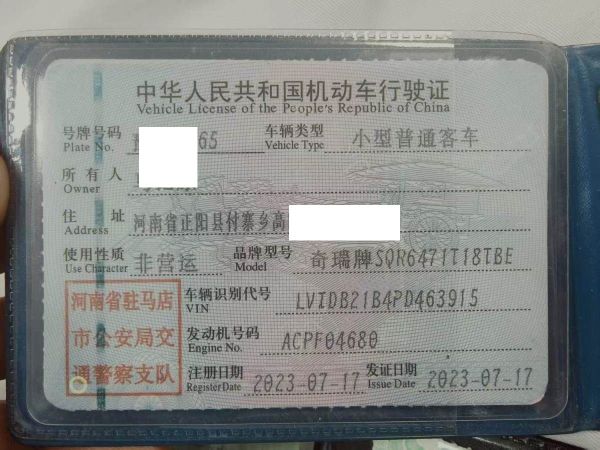 中华人民共和国机动车行驶证
Vehicle License of the People's Republic of China
号牌号码 Plate No. 65 车辆类型 Vehicle Type 小型普通客车
所有人 Owner
住址 Address 河南省正阳县付寨乡高
使用性质 Use Character 非营运 品牌型号 Model 奇瑞牌SQR6471T18TBE
车辆识别代号 VIN LVTDB21B4PD463915
发动机号码 Engine No. ACPF04680
注册日期 Register Date 2023-07-17 发证日期 Issue Date 2023-07-17
河南省驻马店
市公安局交
通警察支队